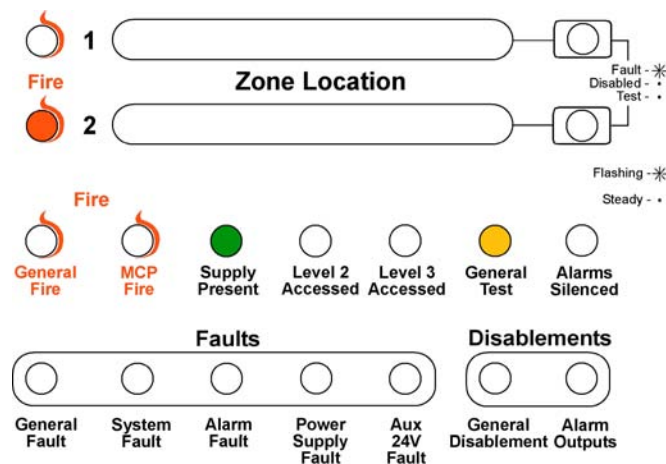 1
Fire
Zone Location
Fault - ✳
Disabled - •
Test - •
2
Flashing - ✳
Steady - •
Fire
General Fire
MCP Fire
Supply Present
Level 2 Accessed
Level 3 Accessed
General Test
Alarms Silenced
Faults
Disablements
General Fault
System Fault
Alarm Fault
Power Supply Fault
Aux 24V Fault
General Disablement
Alarm Outputs